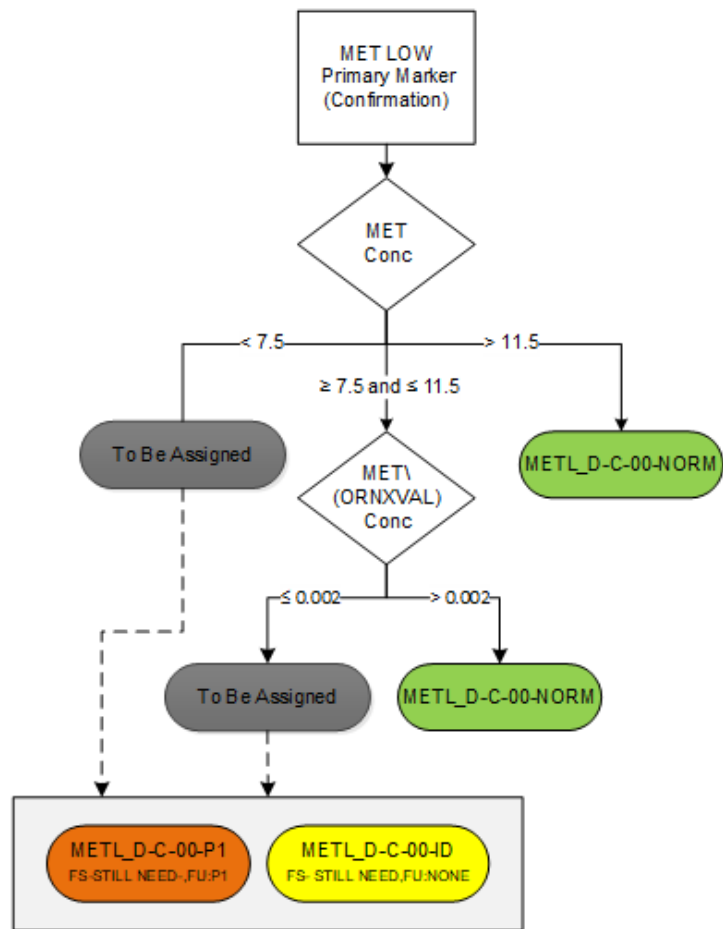 MET LOW
Primary Marker
(Confirmation)
MET
Conc
< 7.5
> 11.5
≥ 7.5 and ≤ 11.5
To Be Assigned
METL_D-C-00-NORM
MET\
(ORNXVAL)
Conc
≤ 0.002
> 0.002
To Be Assigned
METL_D-C-00-NORM
METL_D-C-00-P1
FS-STILL NEED-,FU:P1
METL_D-C-00-ID
FS- STILL NEED,FU:NONE